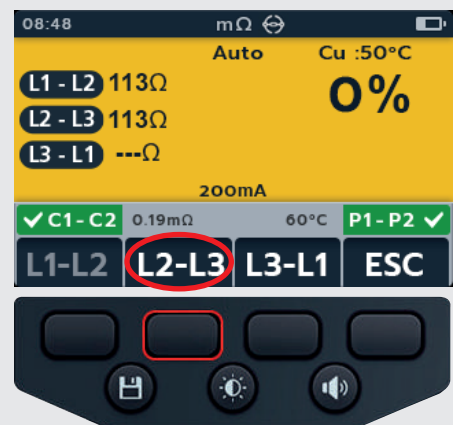 08:48 mΩ
Auto Cu :50°C
L1 - L2 113Ω 0%
L2 - L3 113Ω
L3 - L1 ---Ω
200mA
✓ C1 - C2 0.19mΩ 60°C P1 - P2 ✓
L1-L2 L2-L3 L3-L1 ESC